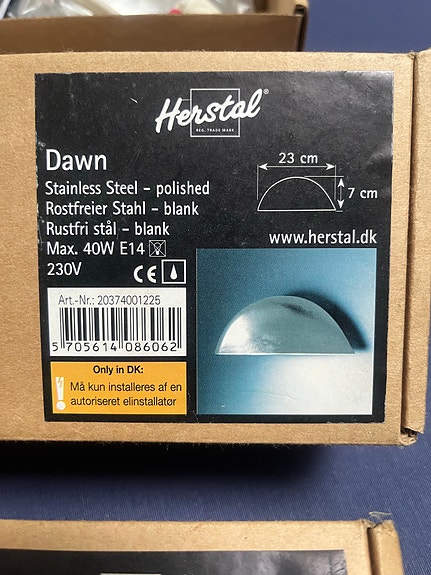 Herstal®
REG. TRADE MARK
Dawn
Stainless Steel – polished
Rostfreier Stahl – blank
Rustfri stål – blank
Max. 40W E14
230V CE
23 cm
7 cm
www.herstal.dk
Art.-Nr.: 20374001225
5 705614 086062
Only in DK:
Må kun installeres af en
autoriseret elinstallatør